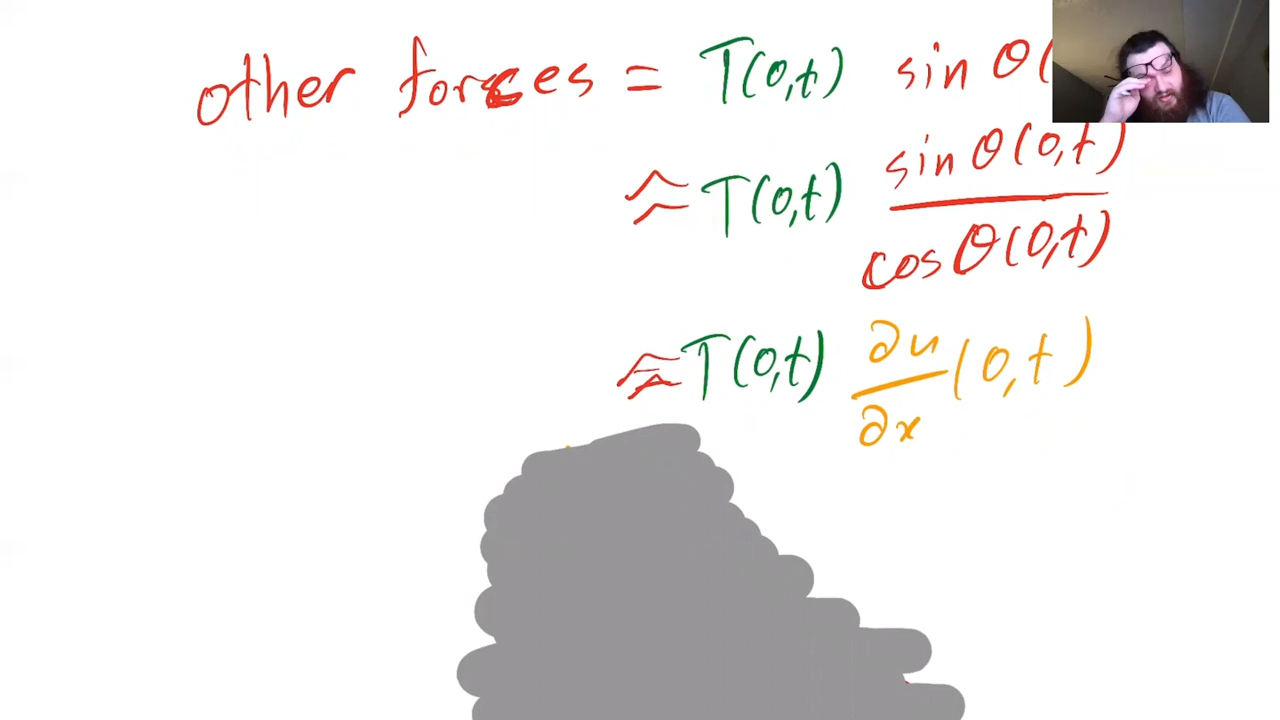 other forces = T(0,t) sin θ(
≈ T(0,t) sin θ(0,t) / cos θ(0,t)
≈ T(0,t) ∂u/∂x (0,t)